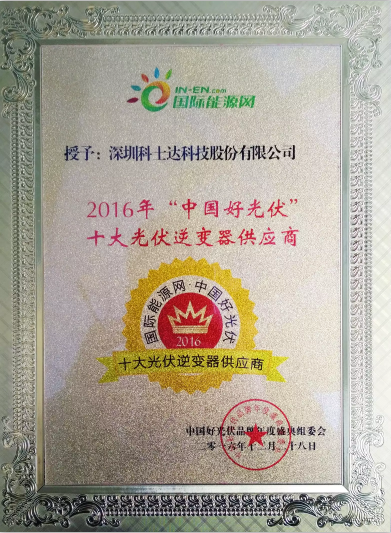 IN-EN.com
国际能源网
授予：深圳科士达科技股份有限公司
2016年“中国好光伏”
十大光伏逆变器供应商
国际能源网·中国好光伏
2016
十大光伏逆变器供应商
中国好光伏品牌年度盛典组委会
二〇一六年十二月二十八日